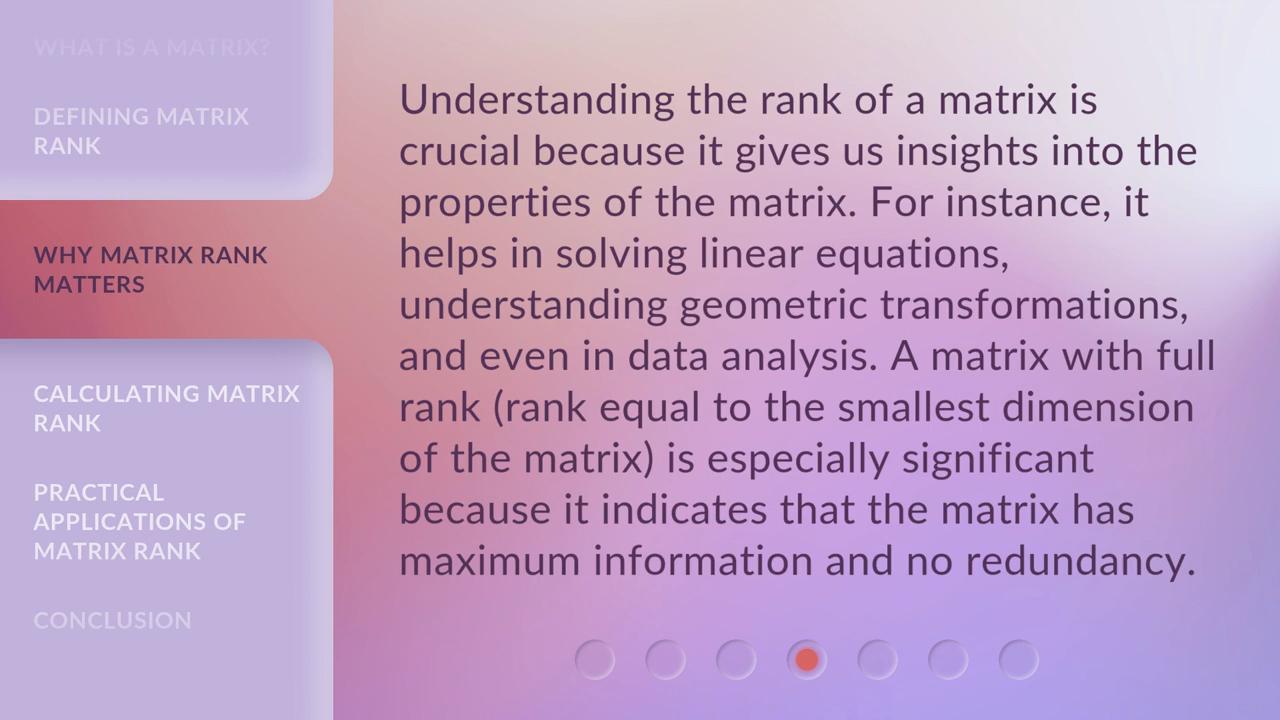 WHAT IS A MATRIX?
DEFINING MATRIX
RANK
WHY MATRIX RANK
MATTERS
CALCULATING MATRIX
RANK
PRACTICAL
APPLICATIONS OF
MATRIX RANK
CONCLUSION
Understanding the rank of a matrix is
crucial because it gives us insights into the
properties of the matrix. For instance, it
helps in solving linear equations,
understanding geometric transformations,
and even in data analysis. A matrix with full
rank (rank equal to the smallest dimension
of the matrix) is especially significant
because it indicates that the matrix has
maximum information and no redundancy.